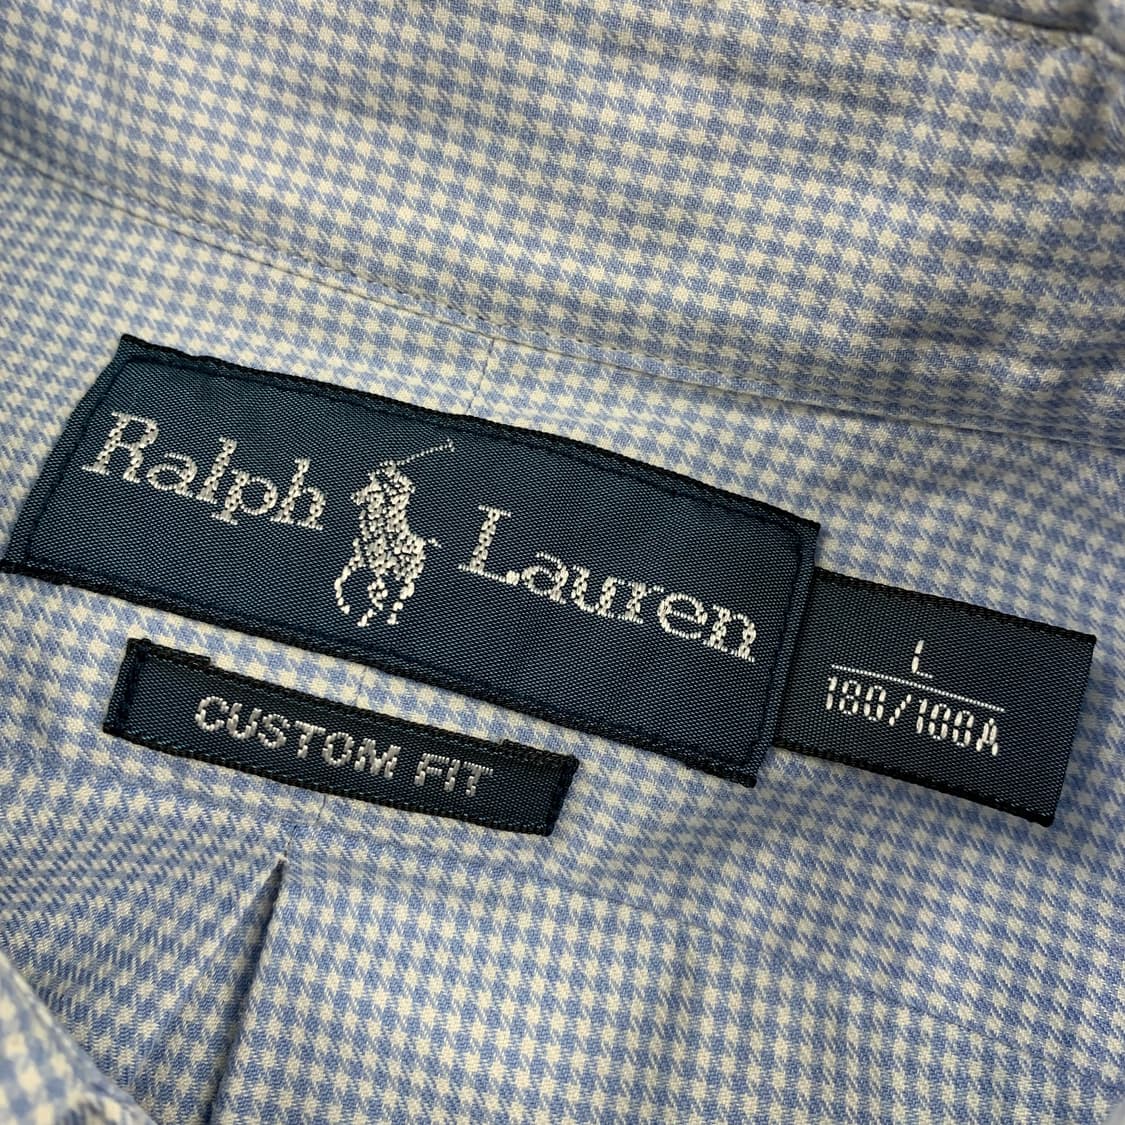 Ralph Lauren
L
180/100A
CUSTOM FIT